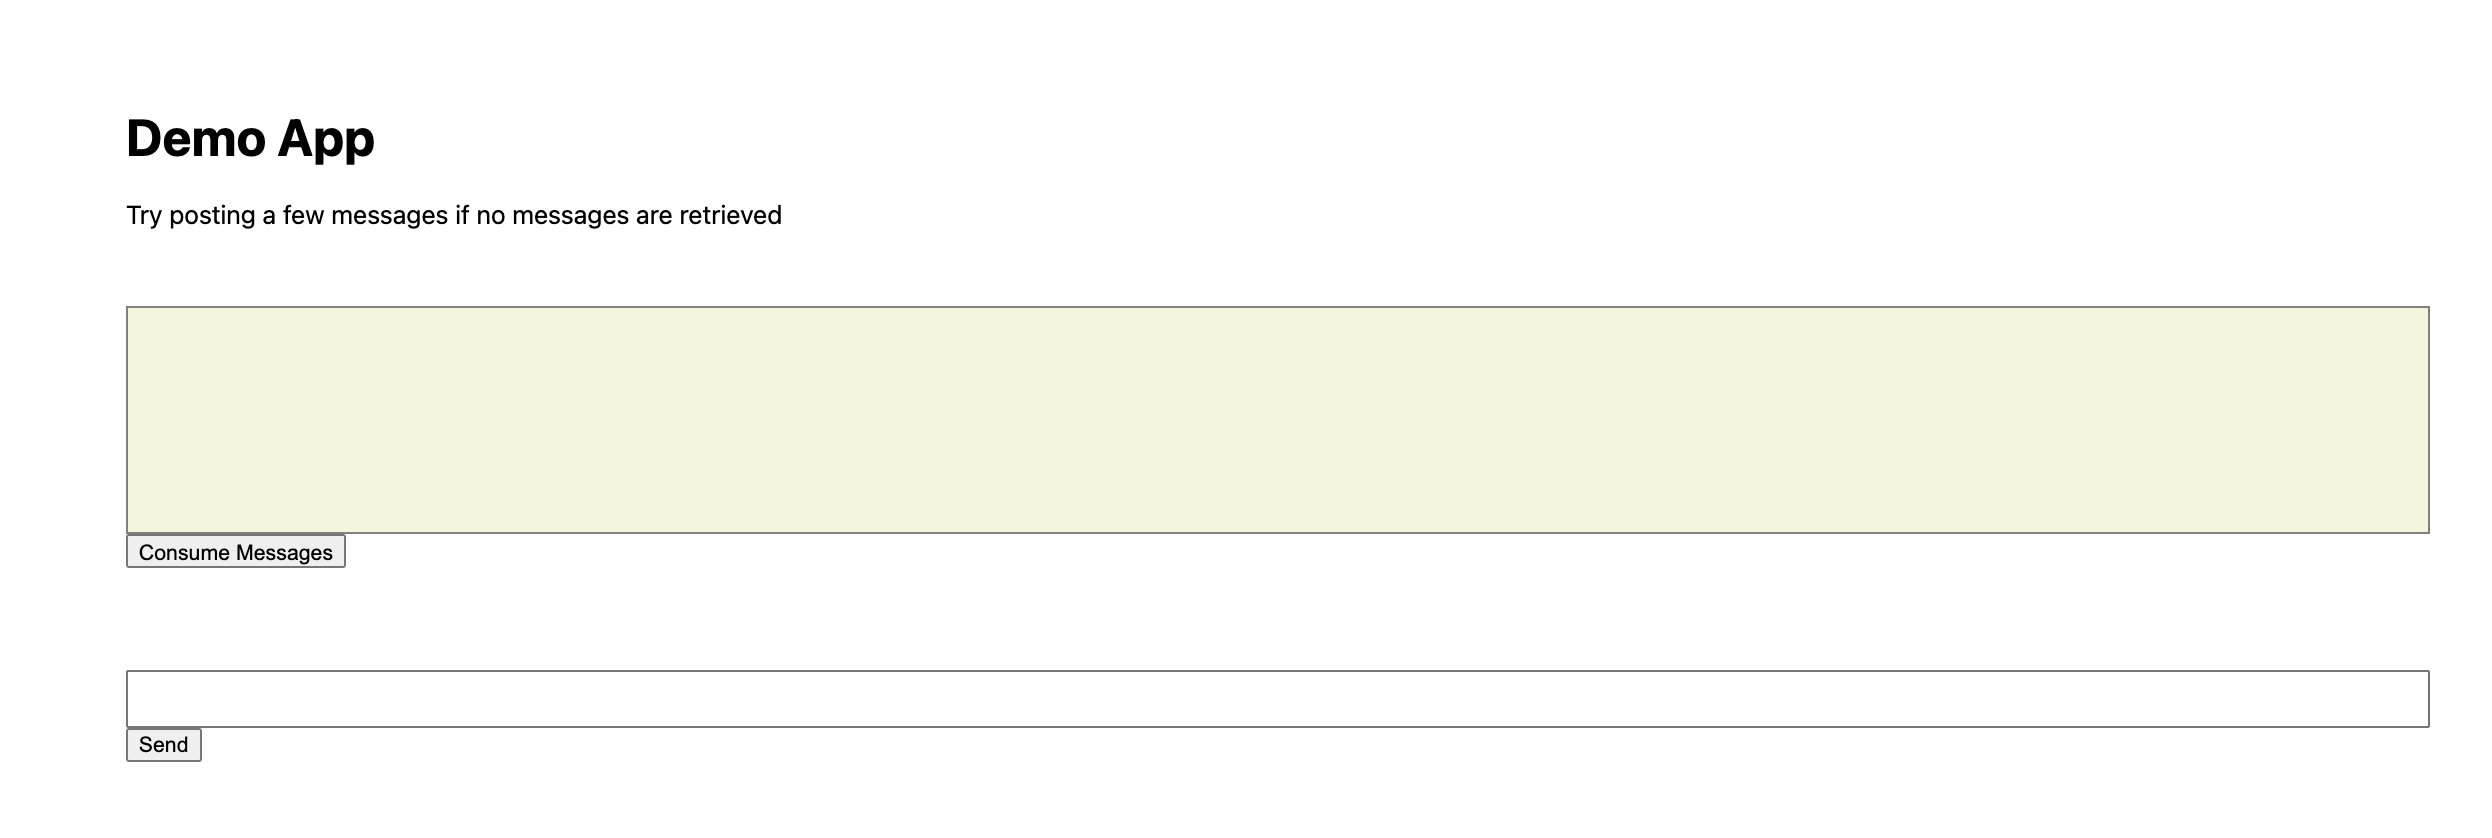 Demo App
Try posting a few messages if no messages are retrieved
Consume Messages
Send